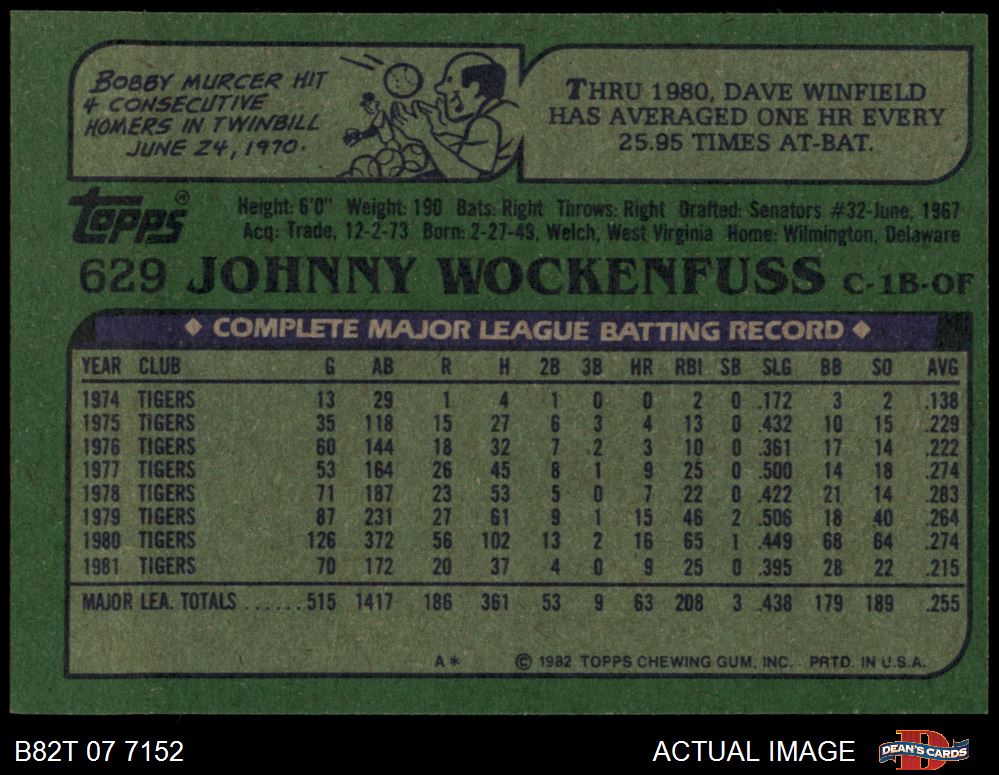 BOBBY MURCER HIT
4 CONSECUTIVE
HOMERS IN TWINBILL
JUNE 24, 1970.
THRU 1980, DAVE WINFIELD
HAS AVERAGED ONE HR EVERY
25.95 TIMES AT-BAT.
TOPPS®
Height: 6'0" Weight: 190 Bats: Right Throws: Right Drafted: Senators #32-June, 1967
Acq: Trade, 12-2-73 Born: 2-27-49, Welch, West Virginia Home: Wilmington, Delaware
629 JOHNNY WOCKENFUSS C-1B-OF
◆ COMPLETE MAJOR LEAGUE BATTING RECORD ◆
YEAR CLUB G AB R H 2B 3B HR RBI SB SLG BB SO AVG
1974 TIGERS 13 29 1 4 1 0 0 2 0 .172 3 2 .138
1975 TIGERS 35 118 15 27 6 3 4 13 0 .432 10 15 .229
1976 TIGERS 60 144 18 32 7 2 3 10 0 .361 17 14 .222
1977 TIGERS 53 164 26 45 8 1 9 25 0 .500 14 18 .274
1978 TIGERS 71 187 23 53 5 0 7 22 0 .422 21 14 .283
1979 TIGERS 87 231 27 61 9 1 15 46 2 .506 18 40 .264
1980 TIGERS 126 372 56 102 13 2 16 65 1 .449 68 64 .274
1981 TIGERS 70 172 20 37 4 0 9 25 0 .395 28 22 .215
MAJOR LEA. TOTALS ......515 1417 186 361 53 9 63 208 3 .438 179 189 .255
A* © 1982 TOPPS CHEWING GUM, INC. PRTD. IN U.S.A.
B82T 07 7152 ACTUAL IMAGE D DEAN'S CARDS